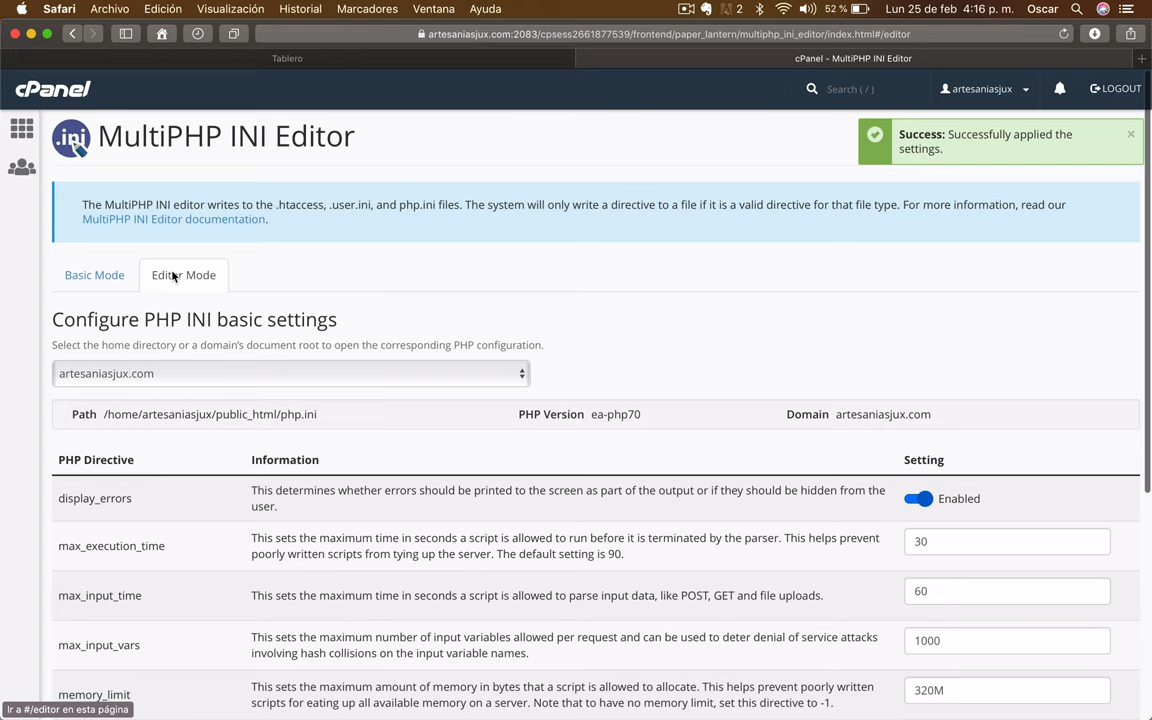 Safari Archivo Edición Visualización Historial Marcadores Ventana Ayuda 2 52 % Lun 25 de feb 4:16 p. m. Oscar
artesaniasjux.com:2083/cpsess2661877539/frontend/paper_lantern/multiphp_ini_editor/index.html#/editor
Tablero cPanel - MultiPHP INI Editor
cPanel Search ( / ) artesaniasjux LOGOUT
.ini MultiPHP INI Editor
Success: Successfully applied the
settings.
The MultiPHP INI editor writes to the .htaccess, .user.ini, and php.ini files. The system will only write a directive to a file if it is a valid directive for that file type. For more information, read our
MultiPHP INI Editor documentation.
Basic Mode Editor Mode
Configure PHP INI basic settings
Select the home directory or a domain's document root to open the corresponding PHP configuration.
artesaniasjux.com
Path /home/artesaniasjux/public_html/php.ini PHP Version ea-php70 Domain artesaniasjux.com
PHP Directive Information Setting
display_errors This determines whether errors should be printed to the screen as part of the output or if they should be hidden from the
user. Enabled
max_execution_time This sets the maximum time in seconds a script is allowed to run before it is terminated by the parser. This helps prevent
poorly written scripts from tying up the server. The default setting is 90. 30
max_input_time This sets the maximum time in seconds a script is allowed to parse input data, like POST, GET and file uploads. 60
max_input_vars This sets the maximum number of input variables allowed per request and can be used to deter denial of service attacks
involving hash collisions on the input variable names. 1000
memory_limit This sets the maximum amount of memory in bytes that a script is allowed to allocate. This helps prevent poorly written
scripts for eating up all available memory on a server. Note that to have no memory limit, set this directive to -1. 320M
Ir a #/editor en esta página